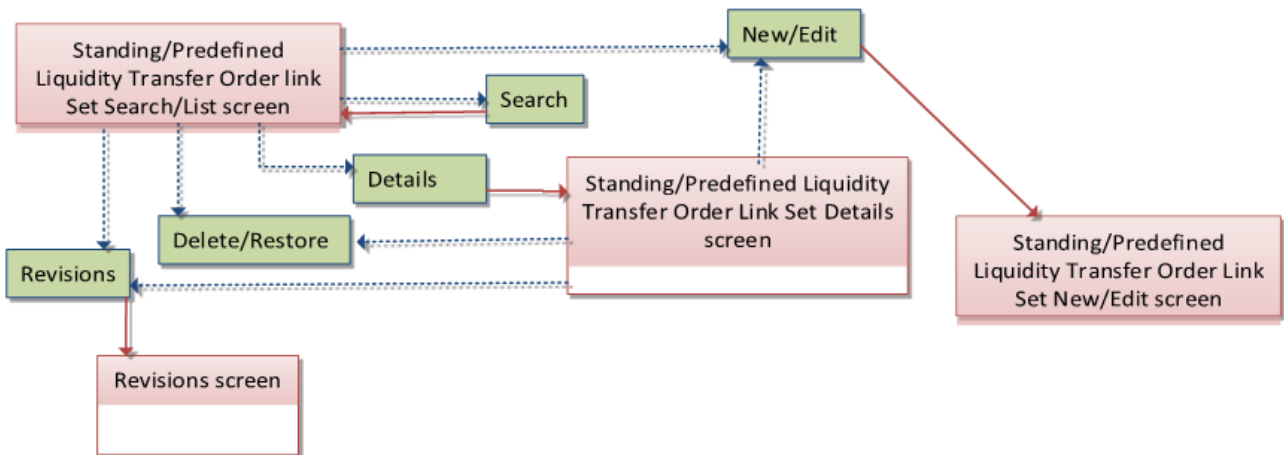 Standing/Predefined
Liquidity Transfer Order link
Set Search/List screen
New/Edit
Search
Details
Standing/Predefined Liquidity
Transfer Order Link Set Details
screen
Delete/Restore
Revisions
Standing/Predefined
Liquidity Transfer Order Link
Set New/Edit screen
Revisions screen